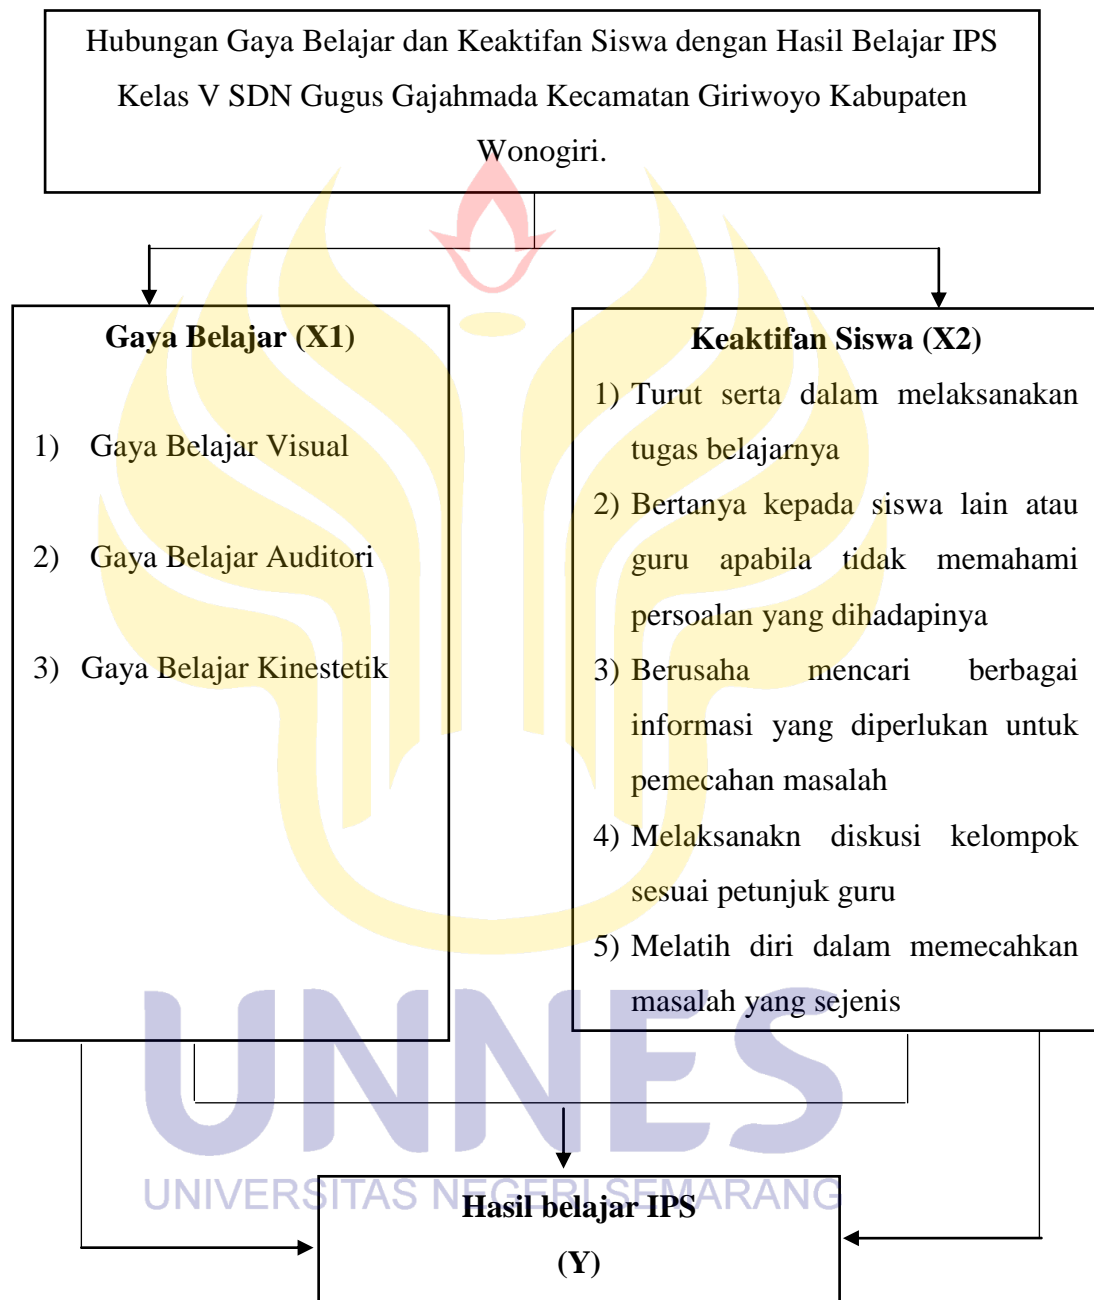 Hubungan Gaya Belajar dan Keaktifan Siswa dengan Hasil Belajar IPS
Kelas V SDN Gugus Gajahmada Kecamatan Giriwoyo Kabupaten
Wonogiri.
Gaya Belajar (X1)
1) Gaya Belajar Visual
2) Gaya Belajar Auditori
3) Gaya Belajar Kinestetik
Keaktifan Siswa (X2)
1) Turut serta dalam melaksanakan
tugas belajarnya
2) Bertanya kepada siswa lain atau
guru apabila tidak memahami
persoalan yang dihadapinya
3) Berusaha mencari berbagai
informasi yang diperlukan untuk
pemecahan masalah
4) Melaksanakn diskusi kelompok
sesuai petunjuk guru
5) Melatih diri dalam memecahkan
masalah yang sejenis
UNNES
UNIVERSITAS NEGERI SEMARANG
Hasil belajar IPS
(Y)